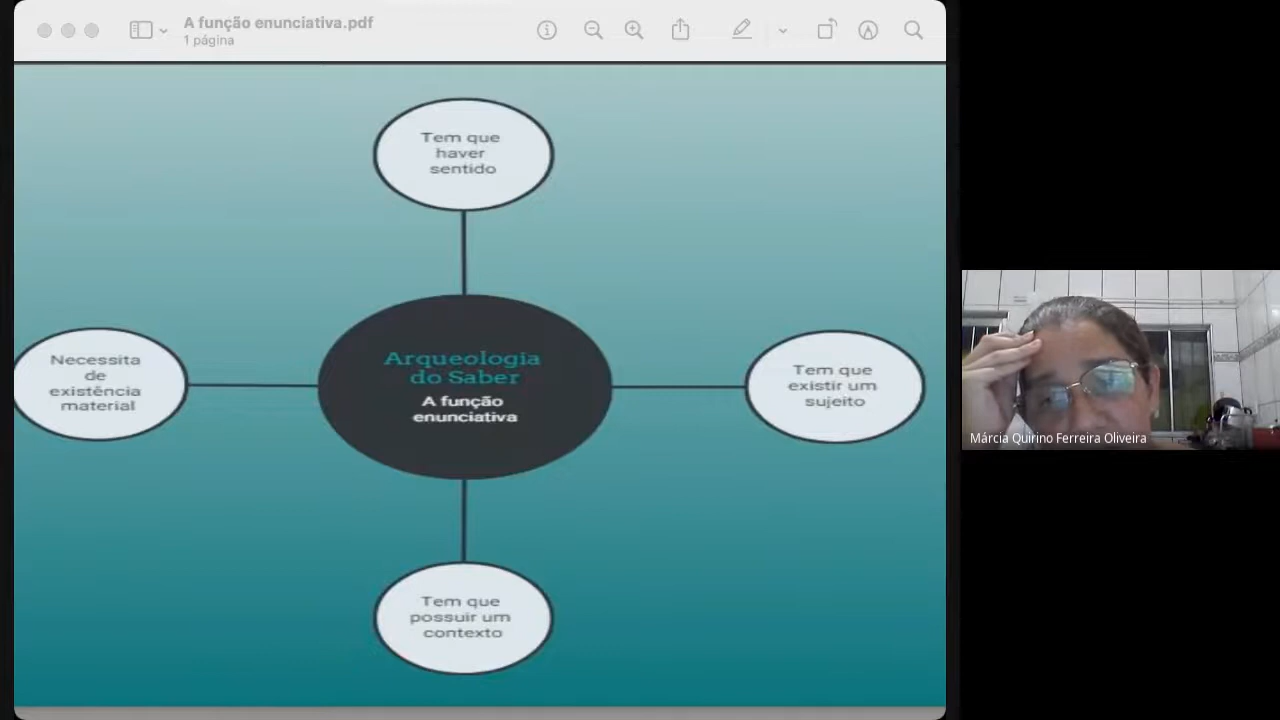 A função enunciativa.pdf
1 página
Tem que
haver
sentido
Necessita
de
existência
material
Arqueologia
do Saber
A função
enunciativa
Tem que
existir um
sujeito
Tem que
possuir um
contexto
Márcia Quirino Ferreira Oliveira